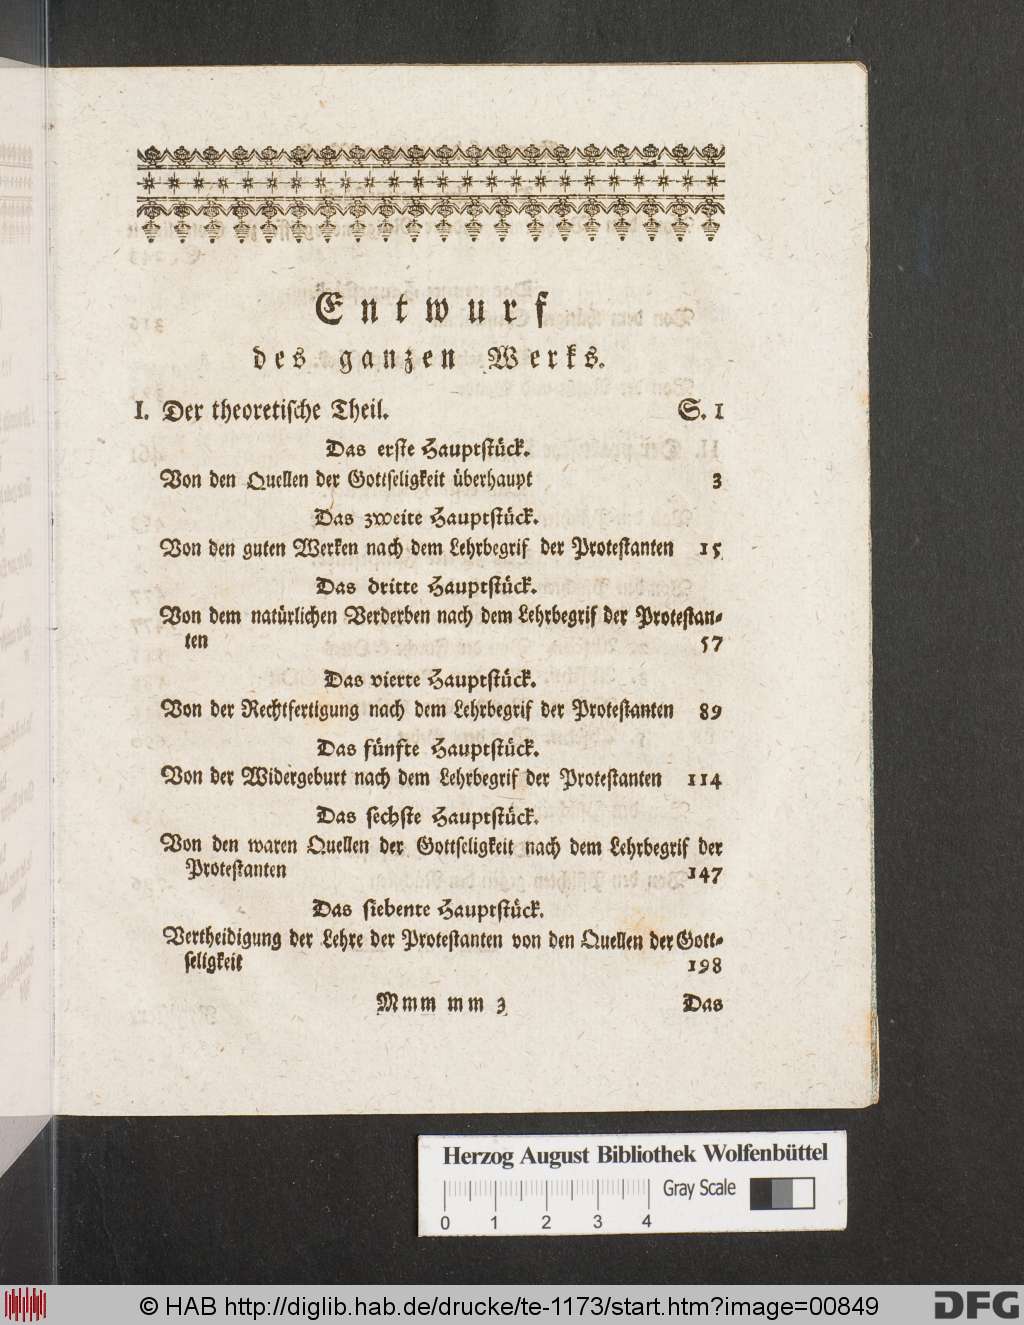 Entwurf
des ganzen Werks.
I. Der theoretische Theil. S. 1
Das erste Hauptstück.
Von den Quellen der Gottseligkeit überhaupt 3
Das zweite Hauptstück.
Von den guten Werken nach dem Lehrbegrif der Protestanten 15
Das dritte Hauptstück.
Von dem natürlichen Verderben nach dem Lehrbegrif der Protestan-
ten 57
Das vierte Hauptstück.
Von der Rechtfertigung nach dem Lehrbegrif der Protestanten 89
Das fünfte Hauptstück.
Von der Widergeburt nach dem Lehrbegrif der Protestanten 114
Das sechste Hauptstück.
Von den waren Quellen der Gottseligkeit nach dem Lehrbegrif der
Protestanten 147
Das siebente Hauptstück.
Vertheidigung der Lehre der Protestanten von den Quellen der Gott-
seligkeit 198
Mmm mm 3 Das
Herzog August Bibliothek Wolfenbüttel
Gray Scale
0 1 2 3 4
© HAB http://diglib.hab.de/drucke/te-1173/start.htm?image=00849
DFG